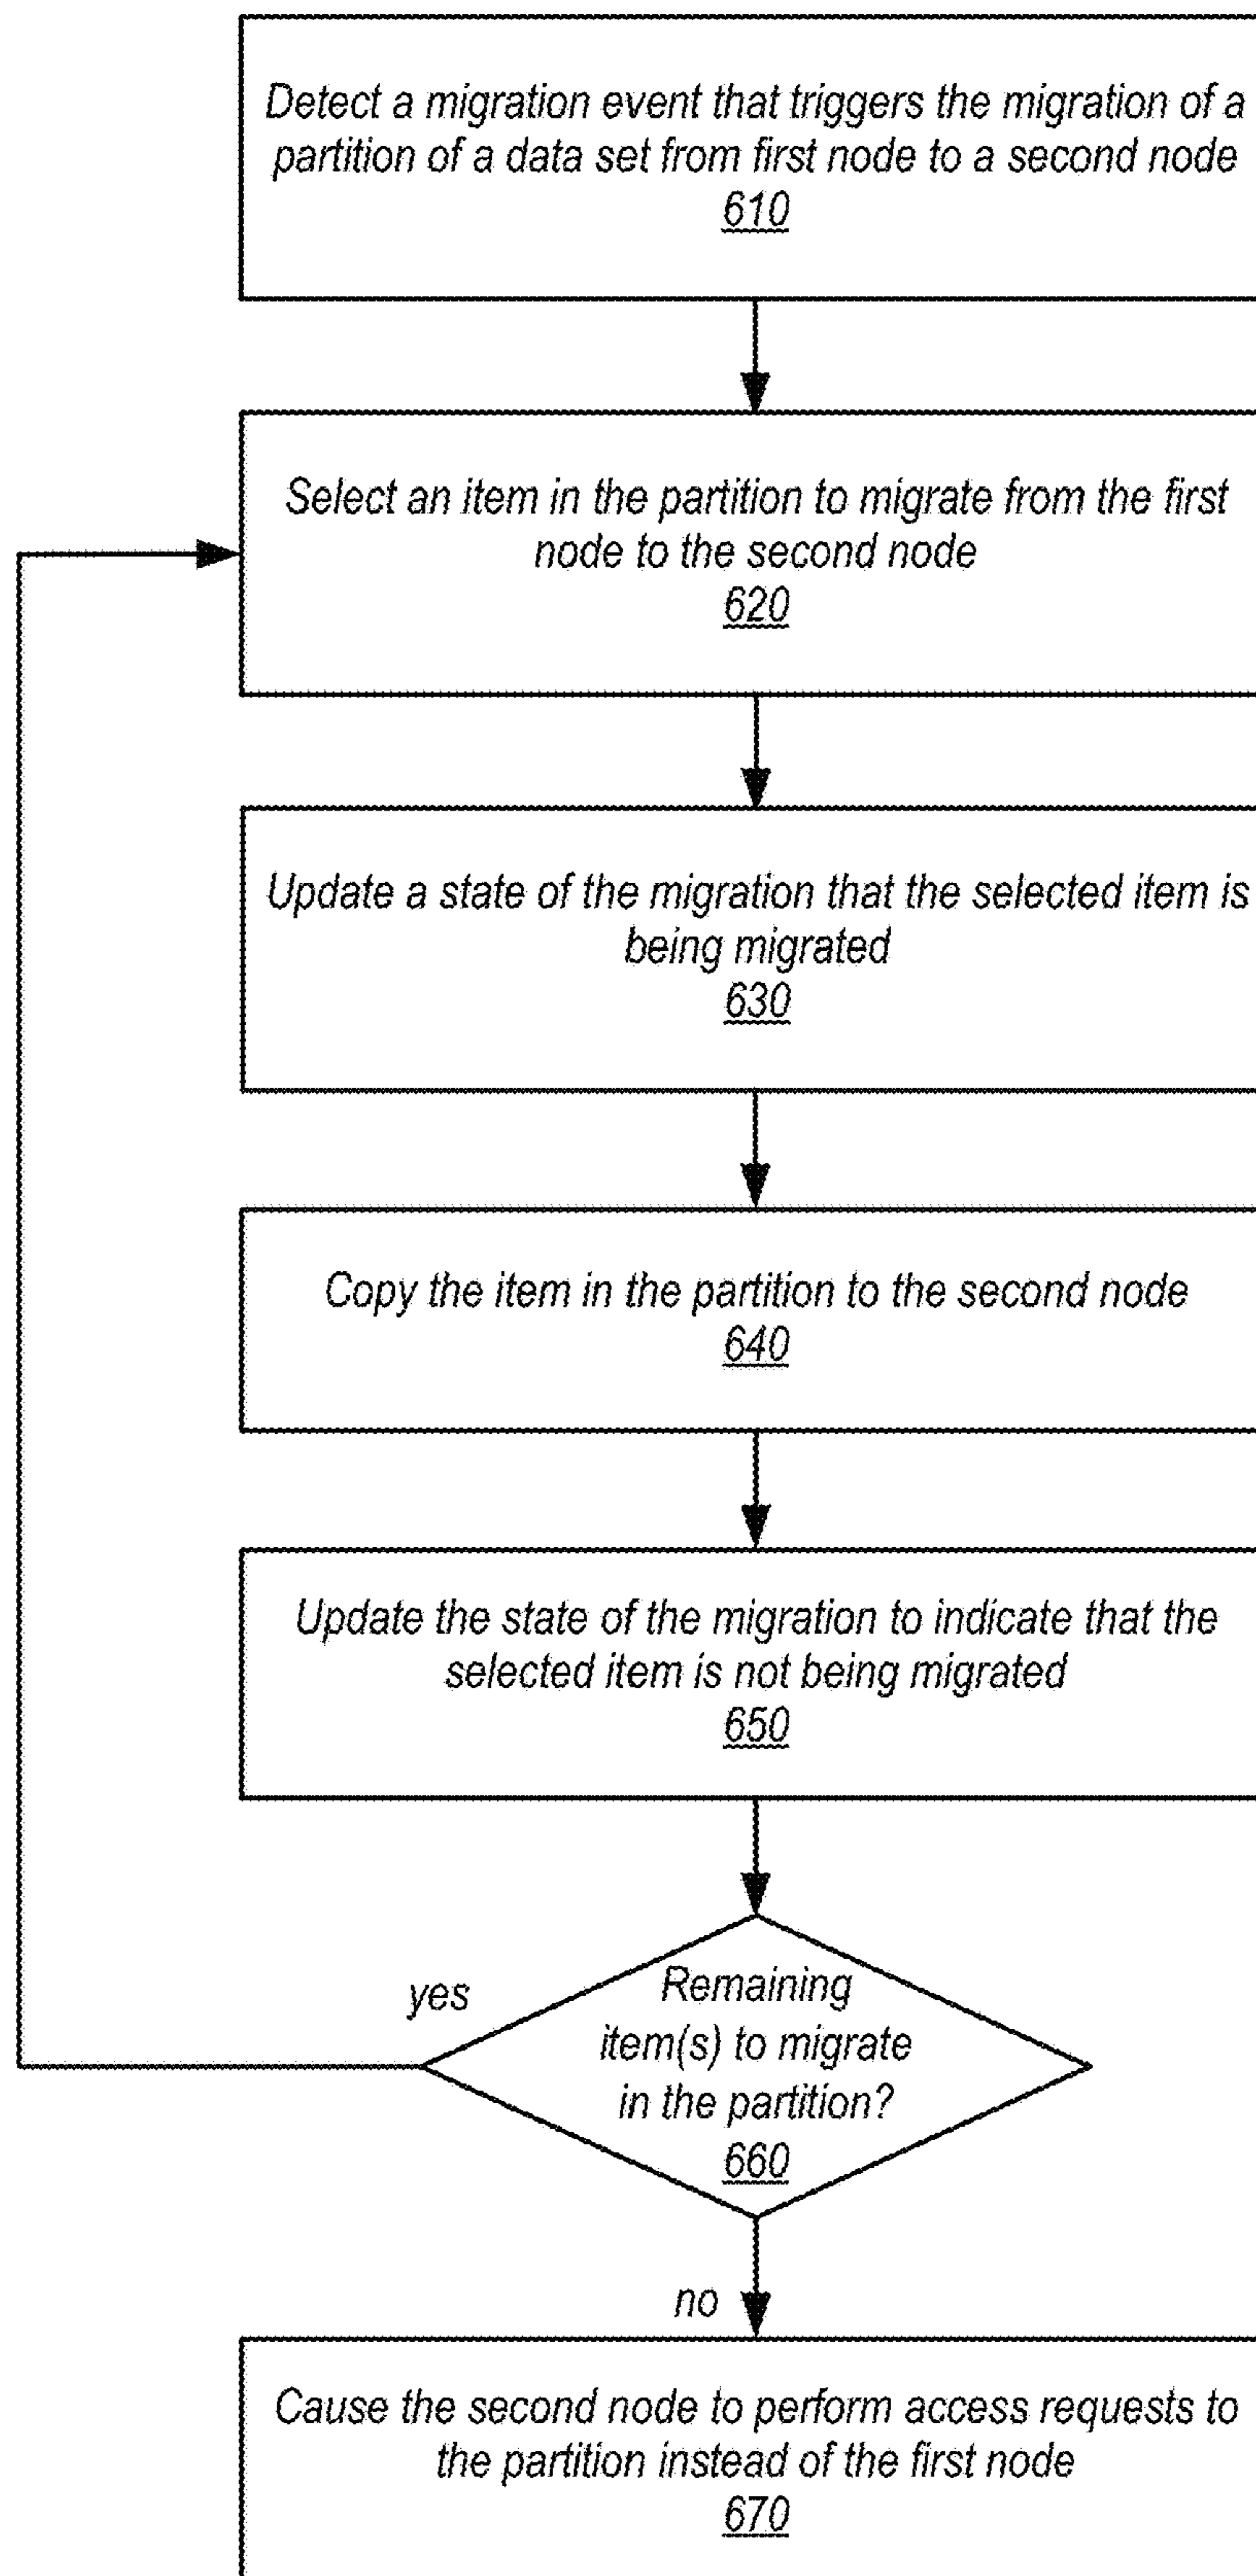 Detect a migration event that triggers the migration of a
partition of a data set from first node to a second node
610
Select an item in the partition to migrate from the first
node to the second node
620
Update a state of the migration that the selected item is
being migrated
630
Copy the item in the partition to the second node
640
Update the state of the migration to indicate that the
selected item is not being migrated
650
yes
Remaining
item(s) to migrate
in the partition?
660
no
Cause the second node to perform access requests to
the partition instead of the first node
670